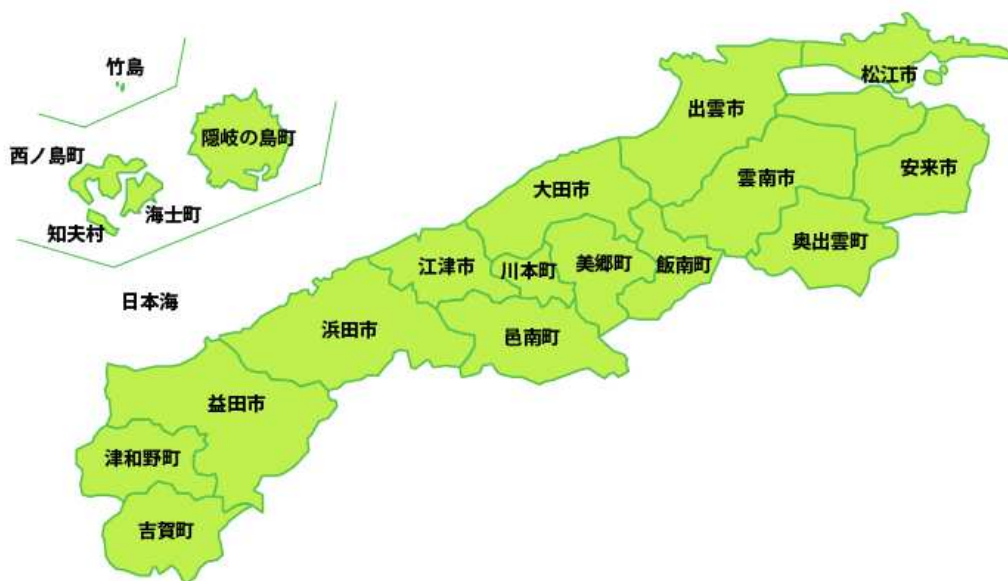 竹島
松江市
出雲市
隠岐の島町
西ノ島町
安来市
雲南市
大田市
海士町
知夫村
奥出雲町
江津市
川本町
美郷町
飯南町
日本海
浜田市
邑南町
益田市
津和野町
吉賀町